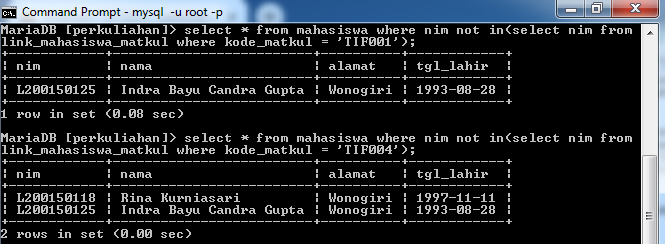 Command Prompt - mysql  -u root -p
MariaDB [perkuliahan]> select * from mahasiswa where nim not in(select nim from
link_mahasiswa_matkul where kode_matkul = 'TIF001');
+------------+-------------------------+----------+------------+
| nim        | nama                    | alamat   | tgl_lahir  |
+------------+-------------------------+----------+------------+
| L200150125 | Indra Bayu Candra Gupta | Wonogiri | 1993-08-28 |
+------------+-------------------------+----------+------------+
1 row in set (0.08 sec)
MariaDB [perkuliahan]> select * from mahasiswa where nim not in(select nim from
link_mahasiswa_matkul where kode_matkul = 'TIF004');
+------------+-------------------------+----------+------------+
| nim        | nama                    | alamat   | tgl_lahir  |
+------------+-------------------------+----------+------------+
| L200150118 | Rina Kurniasari         | Wonogiri | 1997-11-11 |
| L200150125 | Indra Bayu Candra Gupta | Wonogiri | 1993-08-28 |
+------------+-------------------------+----------+------------+
2 rows in set (0.00 sec)